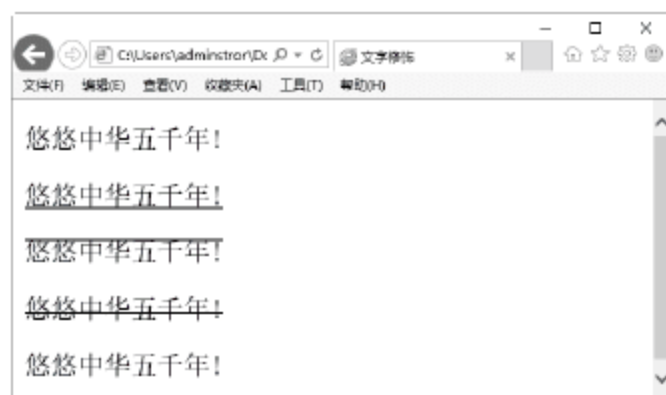 C:\Users\adminstror\Dc
文字修饰
文件(F) 编辑(E) 查看(V) 收藏夹(A) 工具(T) 帮助(H)
悠悠中华五千年!
悠悠中华五千年!
悠悠中华五千年!
悠悠中华五千年!
悠悠中华五千年!